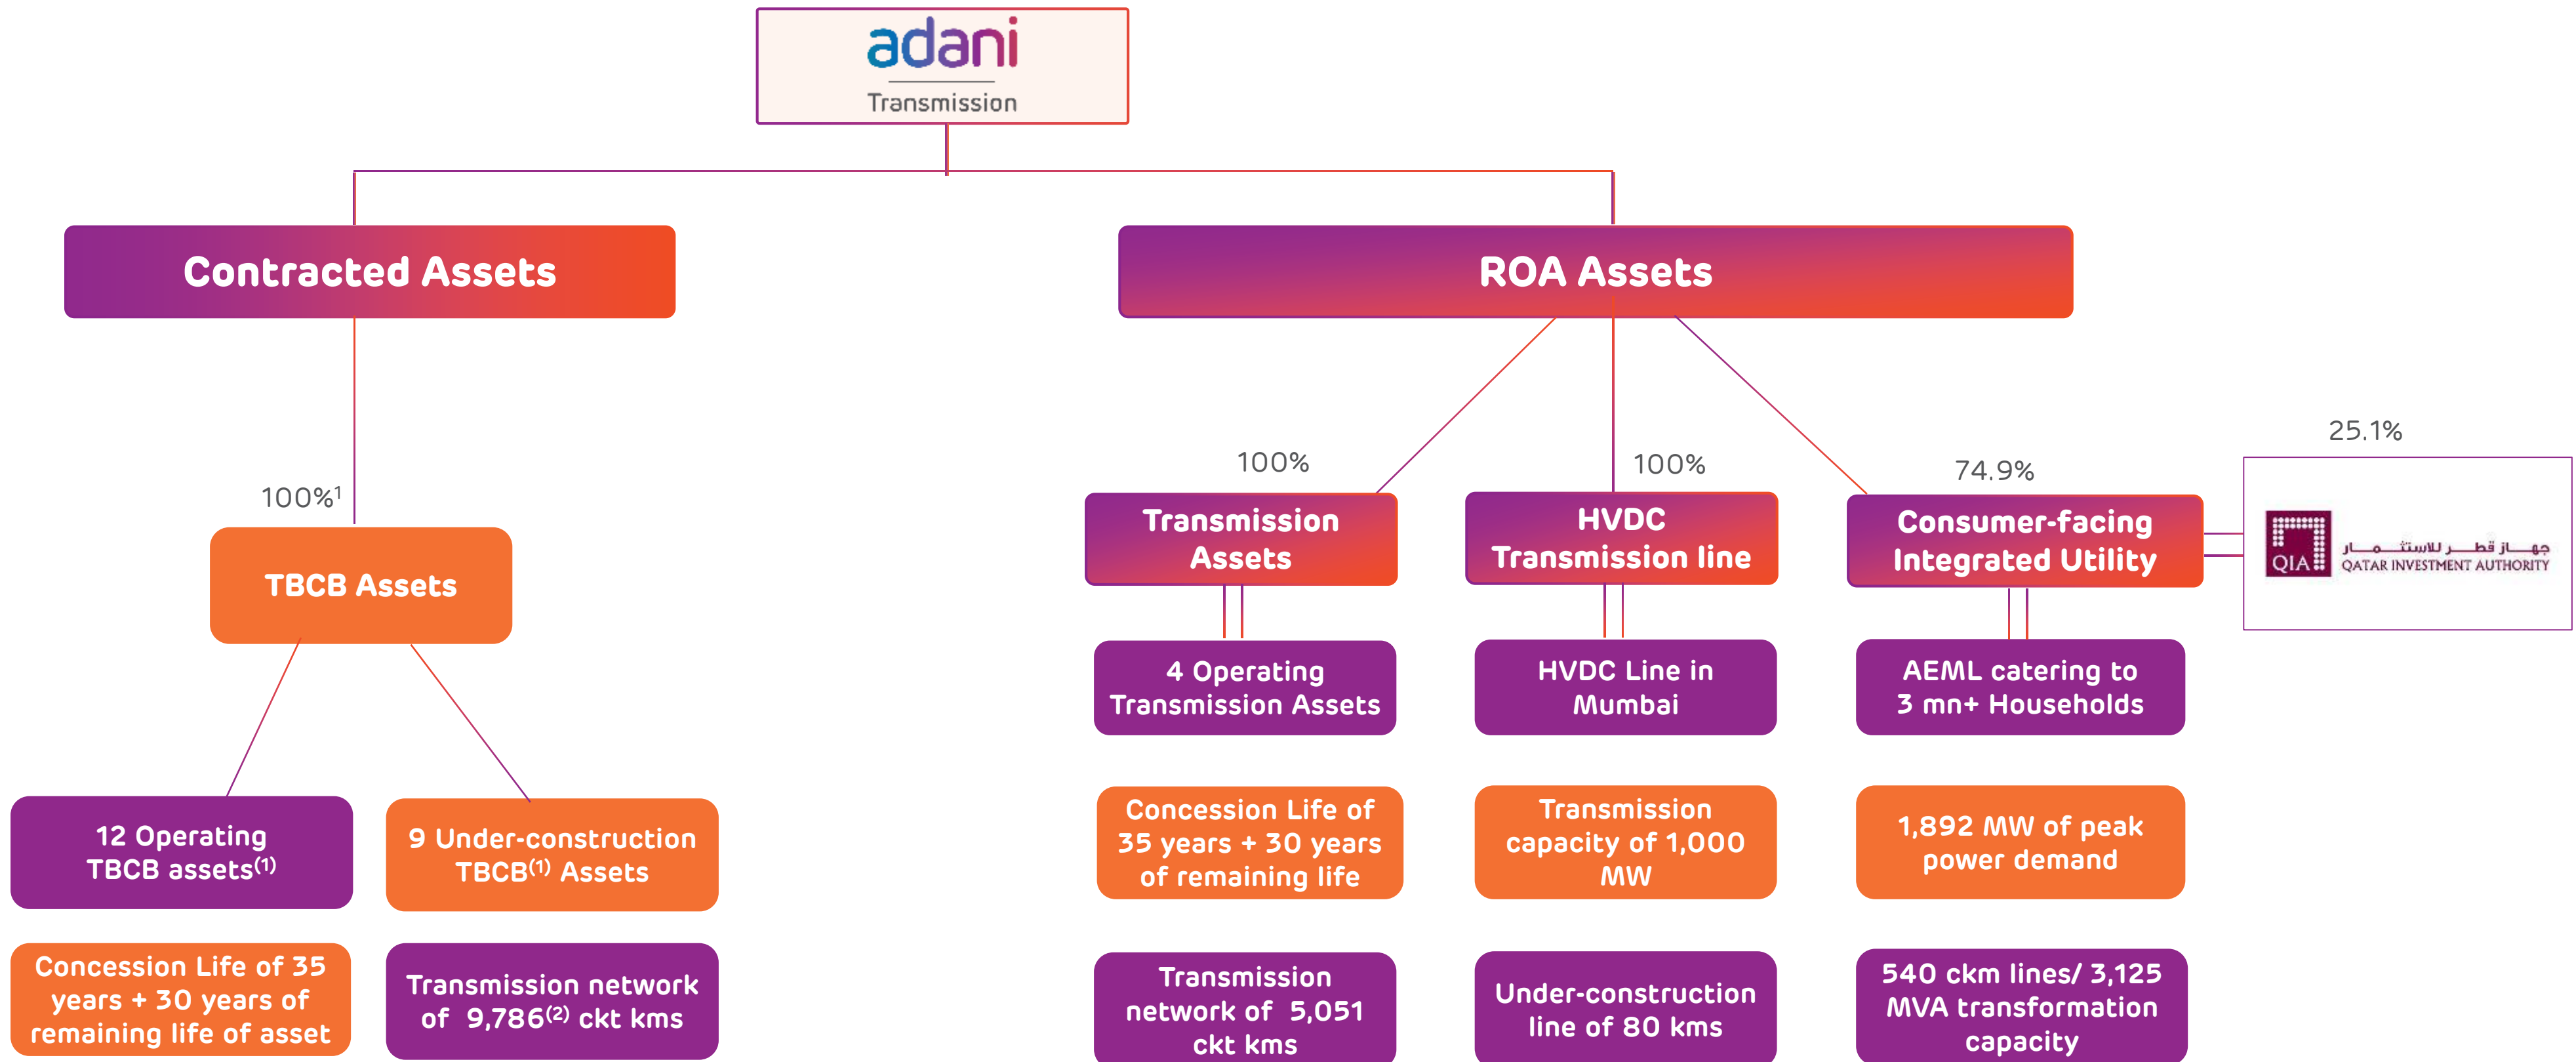 adani
Transmission
Contracted Assets
ROA Assets
100%¹
TBCB Assets
12 Operating
TBCB assets⁽¹⁾
9 Under-construction
TBCB⁽¹⁾ Assets
Concession Life of 35
years + 30 years of
remaining life of asset
Transmission network
of 9,786⁽²⁾ ckt kms
100%
Transmission
Assets
4 Operating
Transmission Assets
Concession Life of
35 years + 30 years
of remaining life
Transmission
network of 5,051
ckt kms
100%
HVDC
Transmission line
HVDC Line in
Mumbai
Transmission
capacity of 1,000
MW
Under-construction
line of 80 kms
74.9%
Consumer-facing
Integrated Utility
AEML catering to
3 mn+ Households
1,892 MW of peak
power demand
540 ckm lines/ 3,125
MVA transformation
capacity
25.1%
QIA
جهاز قطر للاستثمار
QATAR INVESTMENT AUTHORITY